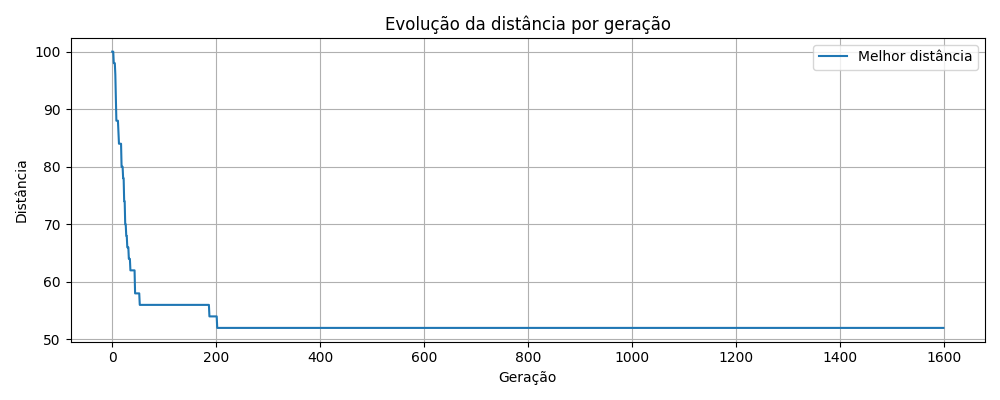 Evolução da distância por geração
Melhor distância
Distância
100
90
80
70
60
50
0 200 400 600 800 1000 1200 1400 1600
Geração